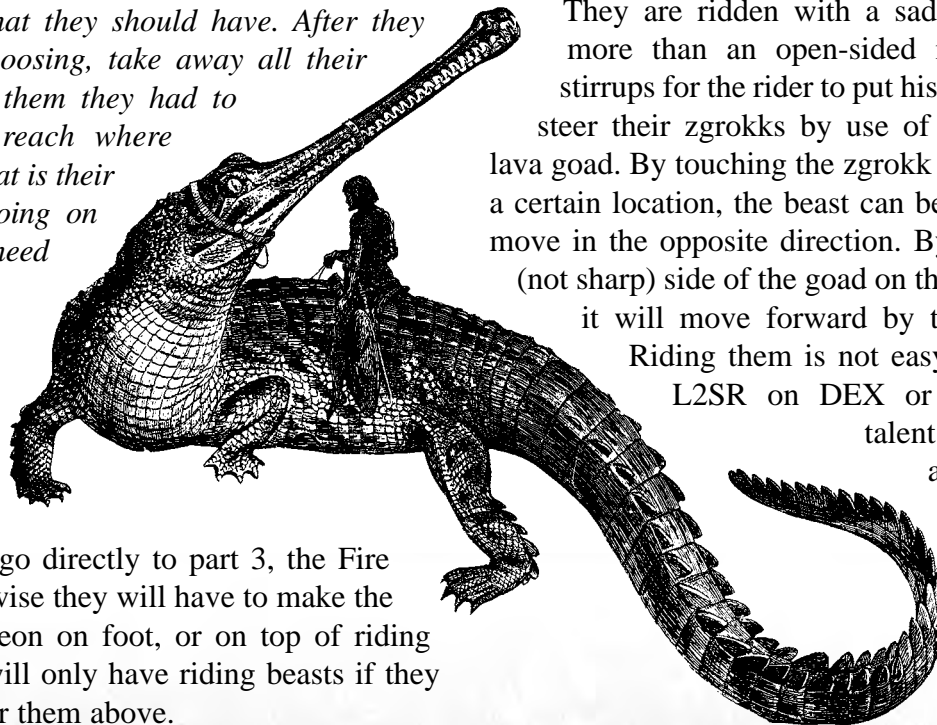 nat they should have. After they
oosing, take away all their
them they had to
reach where
at is their
oing on
need
go directly to part 3, the Fire
wise they will have to make the
eon on foot, or on top of riding
will only have riding beasts if they
r them above.
They are ridden with a sad
more than an open-sided
stirrups for the rider to put his
steer their zgrokks by use of
lava goad. By touching the zgrokk
a certain location, the beast can be
move in the opposite direction. By
(not sharp) side of the goad on th
it will move forward by t
Riding them is not easy
L2SR on DEX or
talent
a